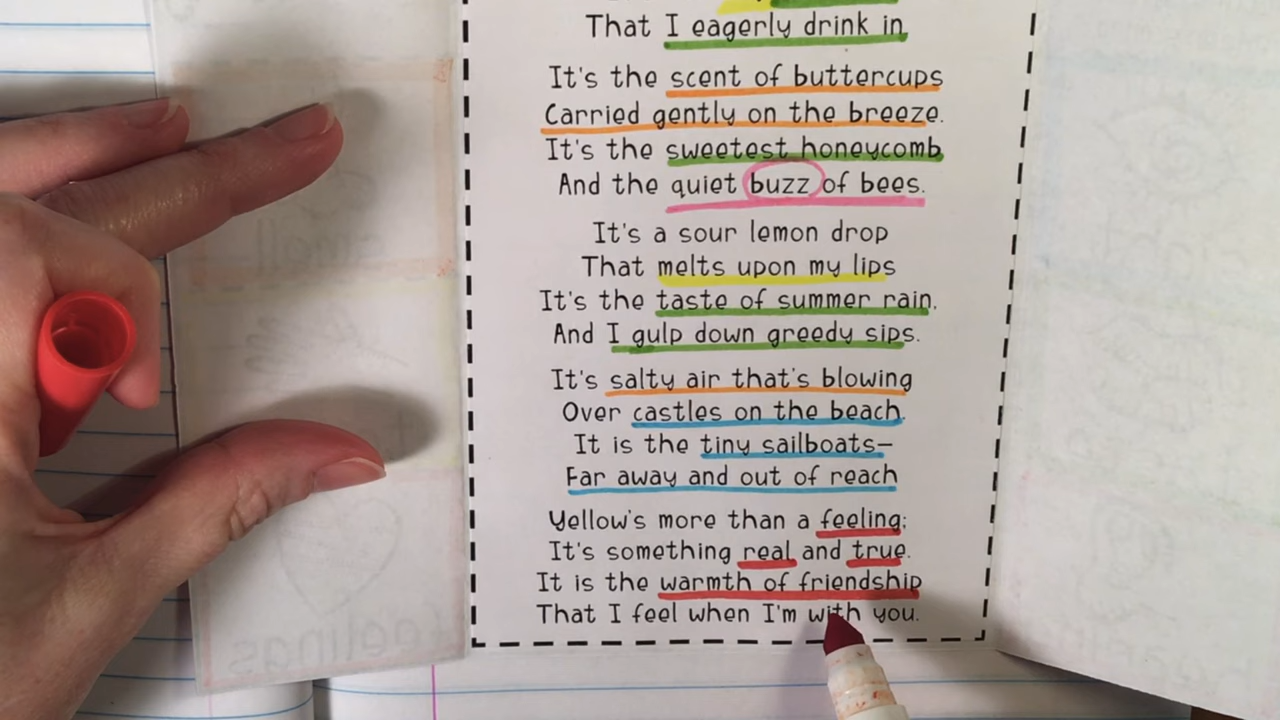 That I eagerly drink in
It's the scent of buttercups
Carried gently on the breeze.
It's the sweetest honeycomb
And the quiet buzz of bees.
It's a sour lemon drop
That melts upon my lips
It's the taste of summer rain.
And I gulp down greedy sips.
It's salty air that's blowing
Over castles on the beach.
It is the tiny sailboats–
Far away and out of reach
Yellow's more than a feeling;
It's something real and true.
It is the warmth of friendship
That I feel when I'm with you.
smell
feelings